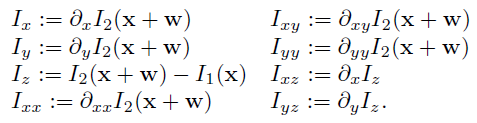 I_x := ∂_x I_2(x + w)    I_{xy} := ∂_{xy} I_2(x + w)
I_y := ∂_y I_2(x + w)    I_{yy} := ∂_{yy} I_2(x + w)
I_z := I_2(x + w) − I_1(x)    I_{xz} := ∂_x I_z
I_{xx} := ∂_{xx} I_2(x + w)    I_{yz} := ∂_y I_z.